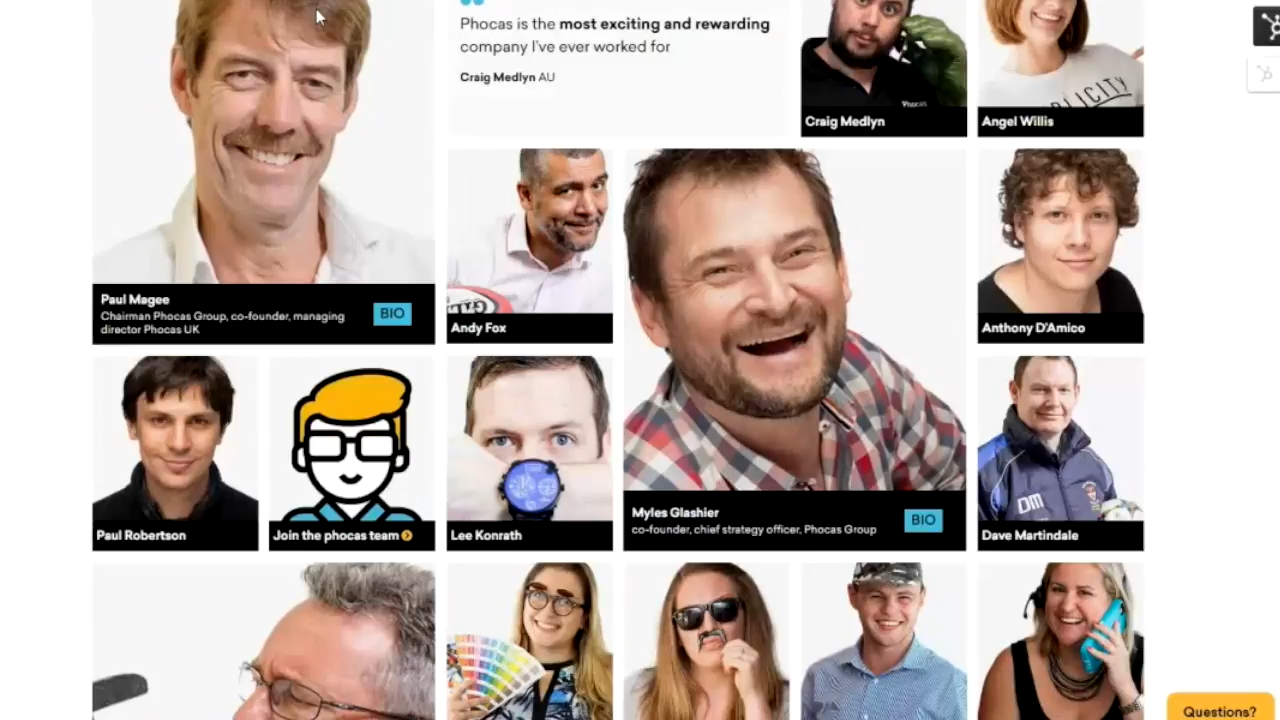 Phocas is the most exciting and rewarding
company I've ever worked for
Craig Medlyn AU
Craig Medlyn
Angel Willis
Paul Magee
Chairman Phocas Group, co-founder, managing
director Phocas UK
BIO
Andy Fox
Anthony D'Amico
Paul Robertson
Join the phocas team
Lee Konrath
Myles Glashier
co-founder, chief strategy officer, Phocas Group
BIO
DM
Dave Martindale
Questions?